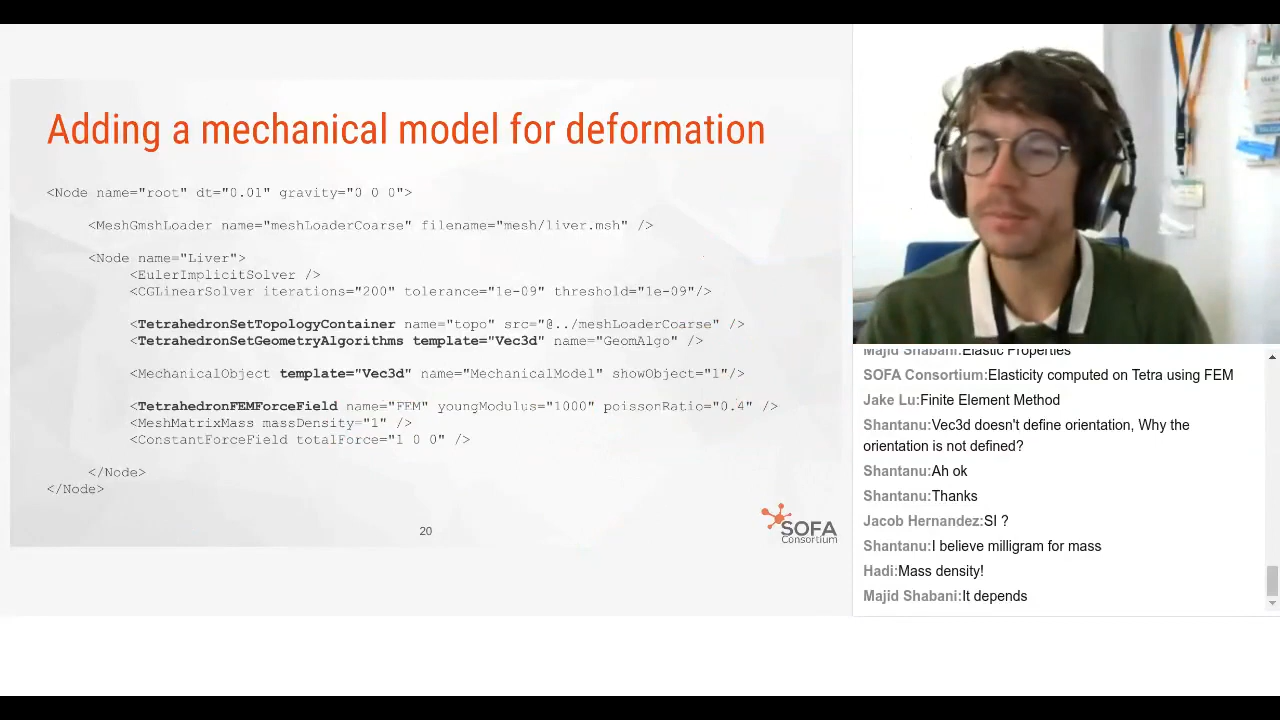 Adding a mechanical model for deformation
<Node name="root" dt="0.01" gravity="0 0 0">
<MeshGmshLoader name="meshLoaderCoarse" filename="mesh/liver.msh" />
<Node name="Liver">
<EulerImplicitSolver />
<CGLinearSolver iterations="200" tolerance="1e-09" threshold="1e-09"/>
<TetrahedronSetTopologyContainer name="topo" src="@../meshLoaderCoarse" />
<TetrahedronSetGeometryAlgorithms template="Vec3d" name="GeomAlgo" />
<MechanicalObject template="Vec3d" name="MechanicalModel" showObject="1"/>
<TetrahedronFEMForceField name="FEM" youngModulus="1000" poissonRatio="0.4" />
<MeshMatrixMass massDensity="1" />
<ConstantForceField totalForce="1 0 0" />
</Node>
</Node>
20
SOFA
Consortium
Majid Shabani:Elastic Properties
SOFA Consortium:Elasticity computed on Tetra using FEM
Jake Lu:Finite Element Method
Shantanu:Vec3d doesn't define orientation, Why the
orientation is not defined?
Shantanu:Ah ok
Shantanu:Thanks
Jacob Hernandez:SI ?
Shantanu:I believe milligram for mass
Hadi:Mass density!
Majid Shabani:It depends